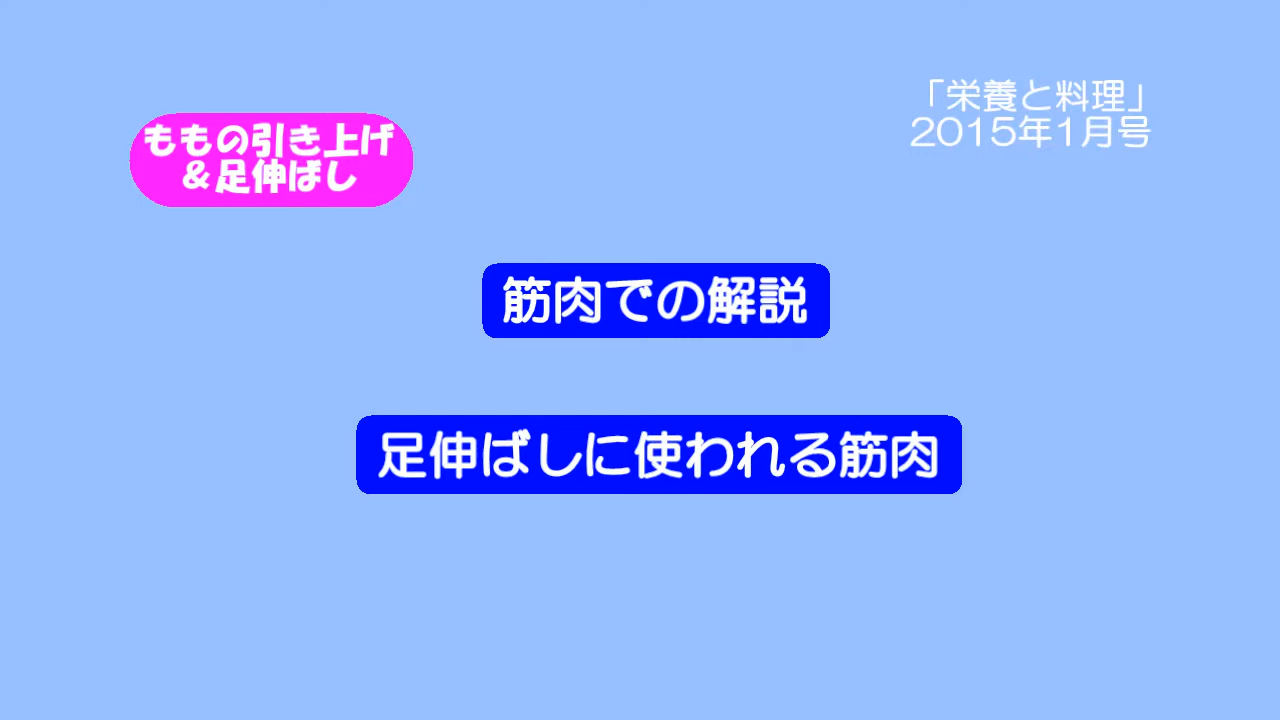 「栄養と料理」
2015年1月号
ももの引き上げ
&足伸ばし
筋肉での解説
足伸ばしに使われる筋肉